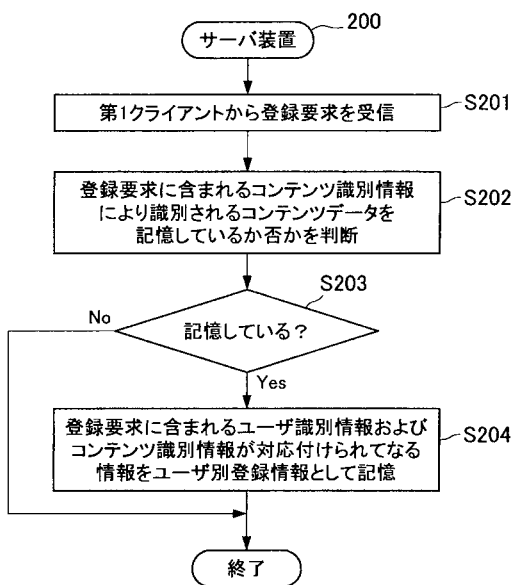 200
サーバ装置
第1クライアントから登録要求を受信
S201
登録要求に含まれるコンテンツ識別情報
により識別されるコンテンツデータを
記憶しているか否かを判断
S202
S203
記憶している?
No
Yes
登録要求に含まれるユーザ識別情報および
コンテンツ識別情報が対応付けられてなる
情報をユーザ別登録情報として記憶
S204
終了